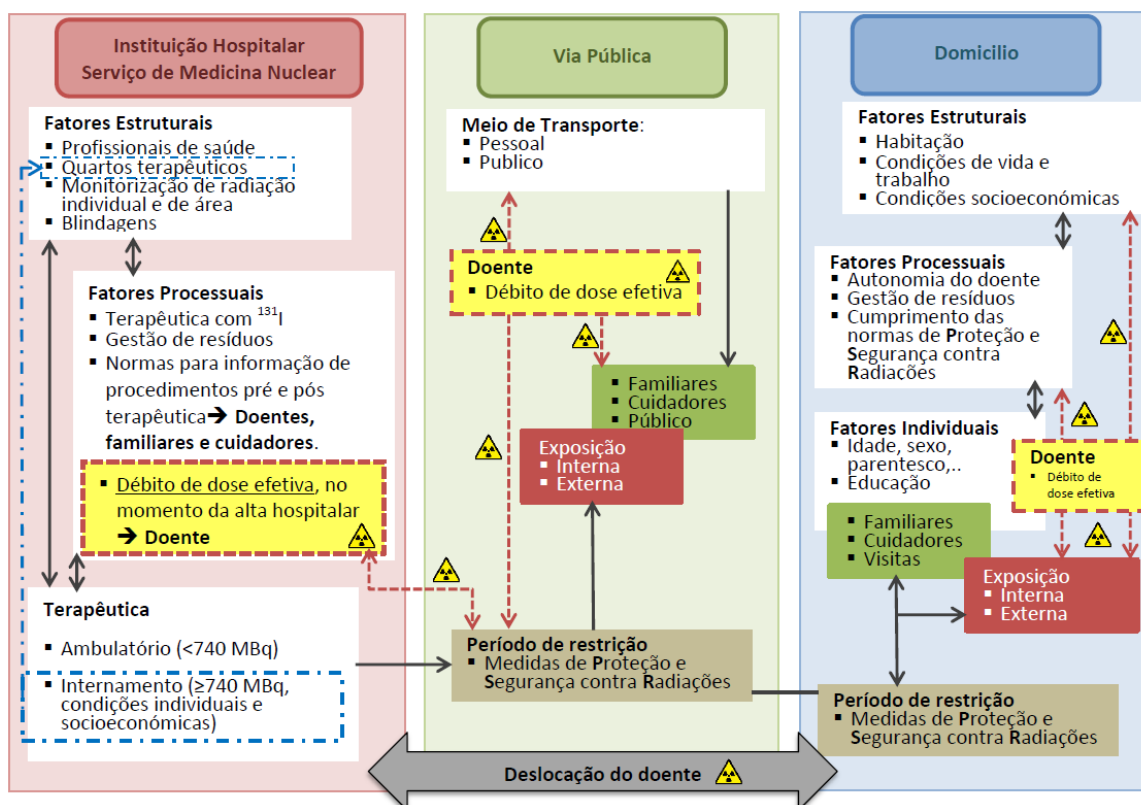 Instituição Hospitalar
Serviço de Medicina Nuclear
Fatores Estruturais
▪ Profissionais de saúde
▪ Quartos terapêuticos
▪ Monitorização de radiação
individual e de área
▪ Blindagens
Fatores Processuais
▪ Terapêutica com ¹³¹I
▪ Gestão de resíduos
▪ Normas para informação de
procedimentos pré e pós
terapêutica➔ Doentes,
familiares e cuidadores.
▪ Débito de dose efetiva, no
momento da alta hospitalar
➔ Doente
Terapêutica
▪ Ambulatório (<740 MBq)
▪ Internamento (≥740 MBq,
condições individuais e
socioeconómicas)
Via Pública
Meio de Transporte:
▪ Pessoal
▪ Publico
Doente
▪ Débito de dose efetiva
▪ Familiares
▪ Cuidadores
▪ Público
Exposição
▪ Interna
▪ Externa
Período de restrição
▪ Medidas de Proteção e
Segurança contra Radiações
Domicilio
Fatores Estruturais
▪ Habitação
▪ Condições de vida e
trabalho
▪ Condições socioeconómicas
Fatores Processuais
▪ Autonomia do doente
▪ Gestão de resíduos
▪ Cumprimento das
normas de Proteção e
Segurança contra
Radiações
Fatores Individuais
▪ Idade, sexo,
parentesco,..
▪ Educação
Doente
▪ Débito de
dose efetiva
▪ Familiares
▪ Cuidadores
▪ Visitas
Exposição
▪ Interna
▪ Externa
Período de restrição
▪ Medidas de Proteção e
Segurança contra Radiações
Deslocação do doente